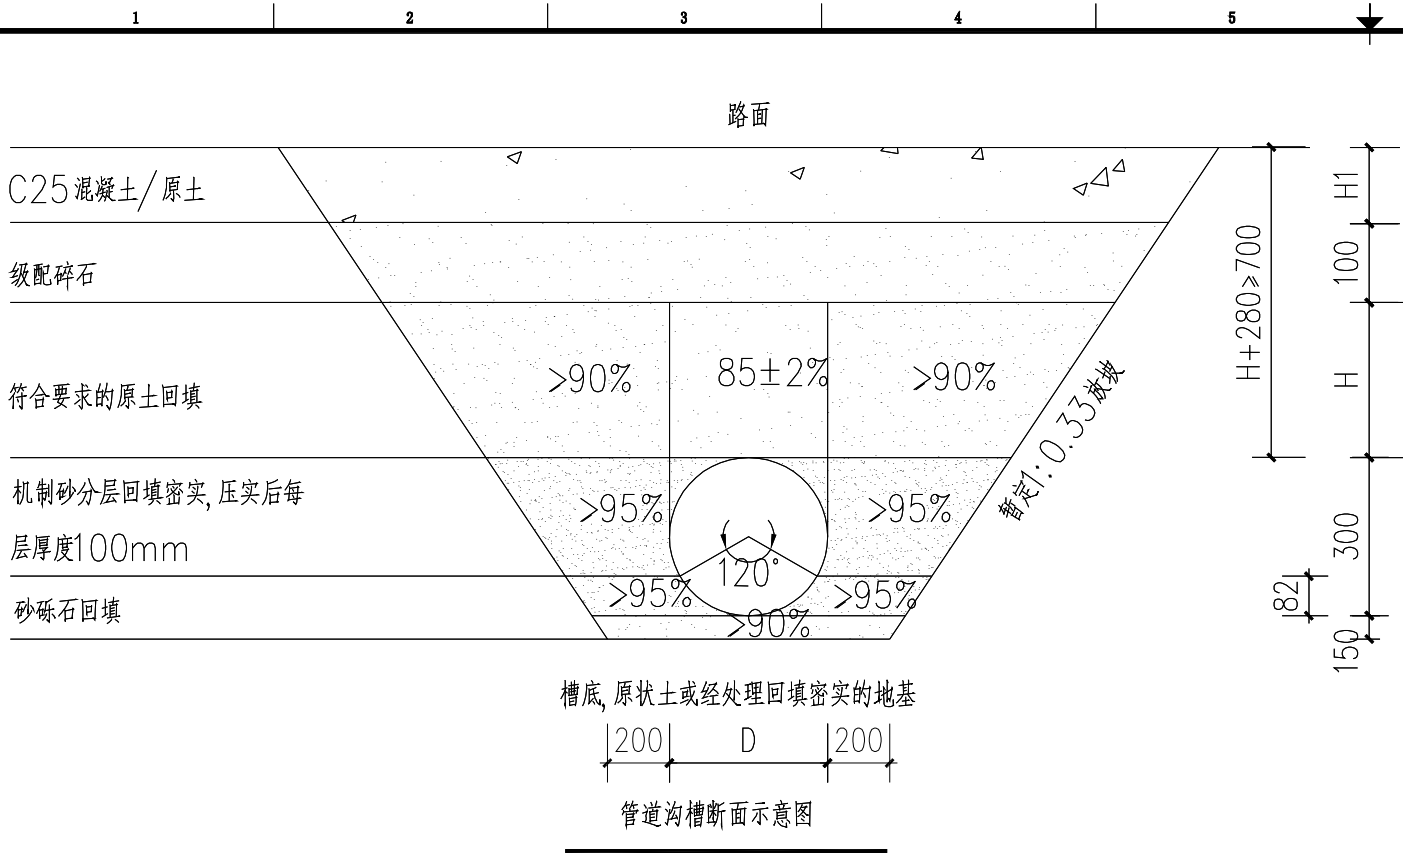 1 2 3 4 5
路面
C25混凝土/原土
H1
级配碎石
100
H+280≥700
符合要求的原土回填
>90% 85±2% >90%
H
暂定1:0.33放坡
机制砂分层回填密实,压实后每
层厚度100mm
>95% >95%
300
120°
砂砾石回填
>95% >95%
82
>90%
150
槽底,原状土或经处理回填密实的地基
200 D 200
管道沟槽断面示意图